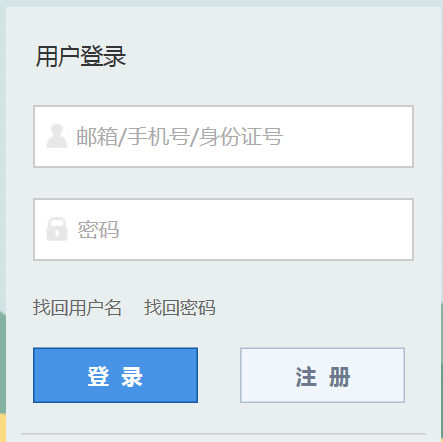 用户登录
邮箱/手机号/身份证号
密码
找回用户名 找回密码
登 录 注 册